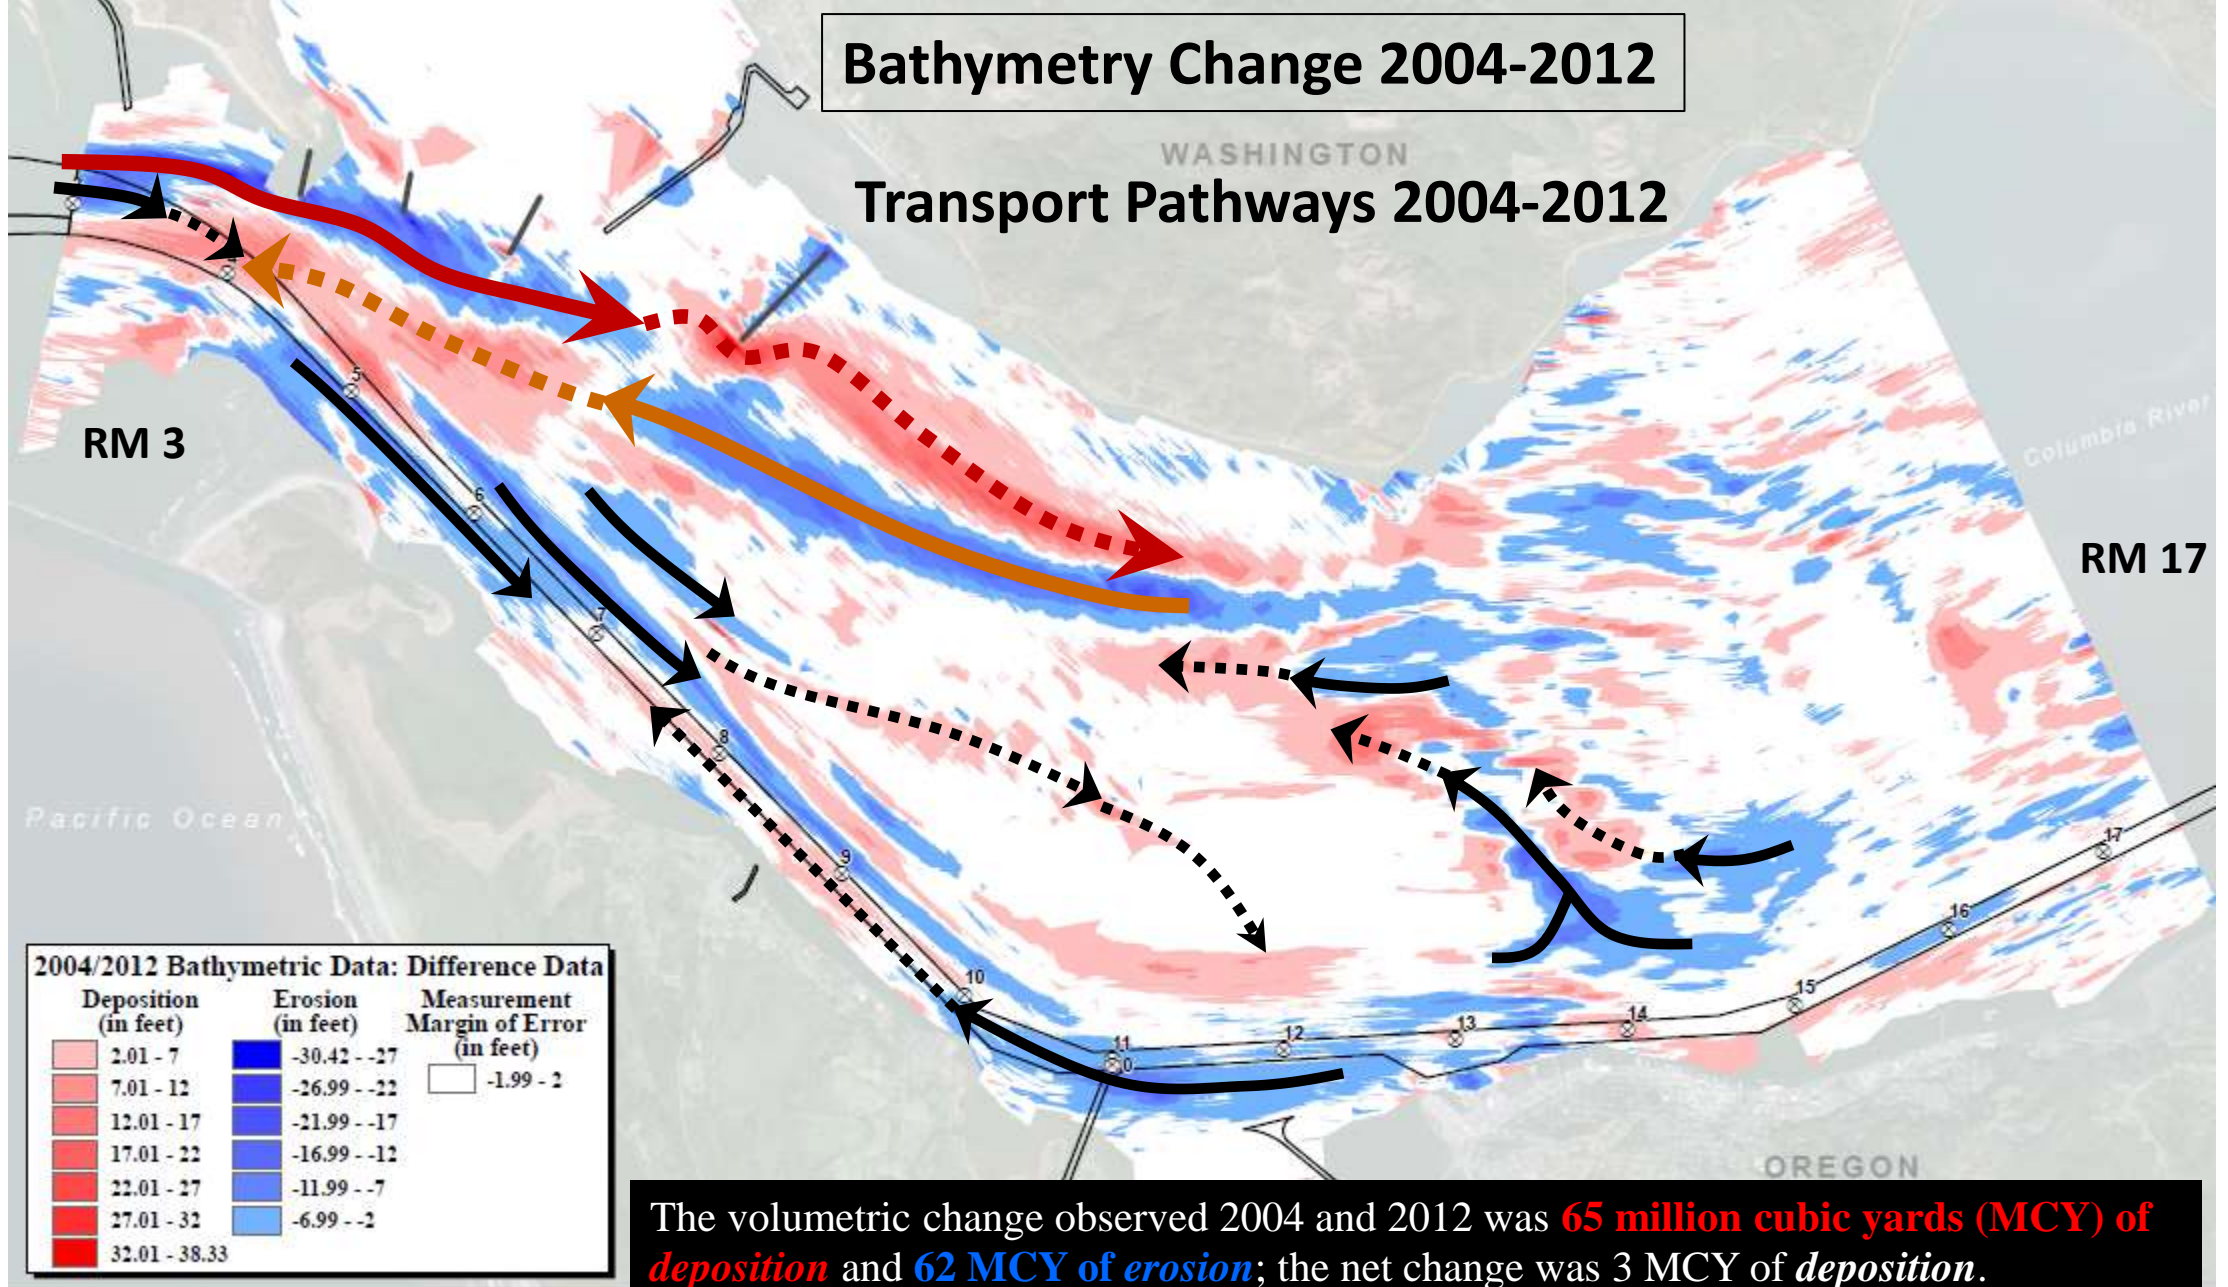 Bathymetry Change 2004-2012
WASHINGTON
Transport Pathways 2004-2012
4
5
RM 3
Columbia River
6
RM 17
7
8
Pacific Ocean
17
9
16
10
15
14
13
12
11
0
2004/2012 Bathymetric Data: Difference Data
Deposition (in feet)
2.01 - 7
7.01 - 12
12.01 - 17
17.01 - 22
22.01 - 27
27.01 - 32
32.01 - 38.33
Erosion (in feet)
-30.42 - -27
-26.99 - -22
-21.99 - -17
-16.99 - -12
-11.99 - -7
-6.99 - -2
Measurement
Margin of Error
(in feet)
-1.99 - 2
OREGON
The volumetric change observed 2004 and 2012 was 65 million cubic yards (MCY) of
deposition and 62 MCY of erosion; the net change was 3 MCY of deposition.